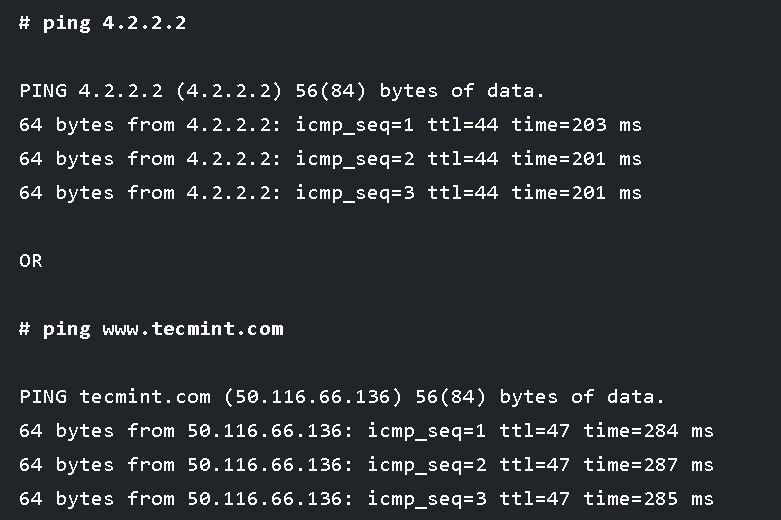 # ping 4.2.2.2
PING 4.2.2.2 (4.2.2.2) 56(84) bytes of data.
64 bytes from 4.2.2.2: icmp_seq=1 ttl=44 time=203 ms
64 bytes from 4.2.2.2: icmp_seq=2 ttl=44 time=201 ms
64 bytes from 4.2.2.2: icmp_seq=3 ttl=44 time=201 ms
OR
# ping www.tecmint.com
PING tecmint.com (50.116.66.136) 56(84) bytes of data.
64 bytes from 50.116.66.136: icmp_seq=1 ttl=47 time=284 ms
64 bytes from 50.116.66.136: icmp_seq=2 ttl=47 time=287 ms
64 bytes from 50.116.66.136: icmp_seq=3 ttl=47 time=285 ms